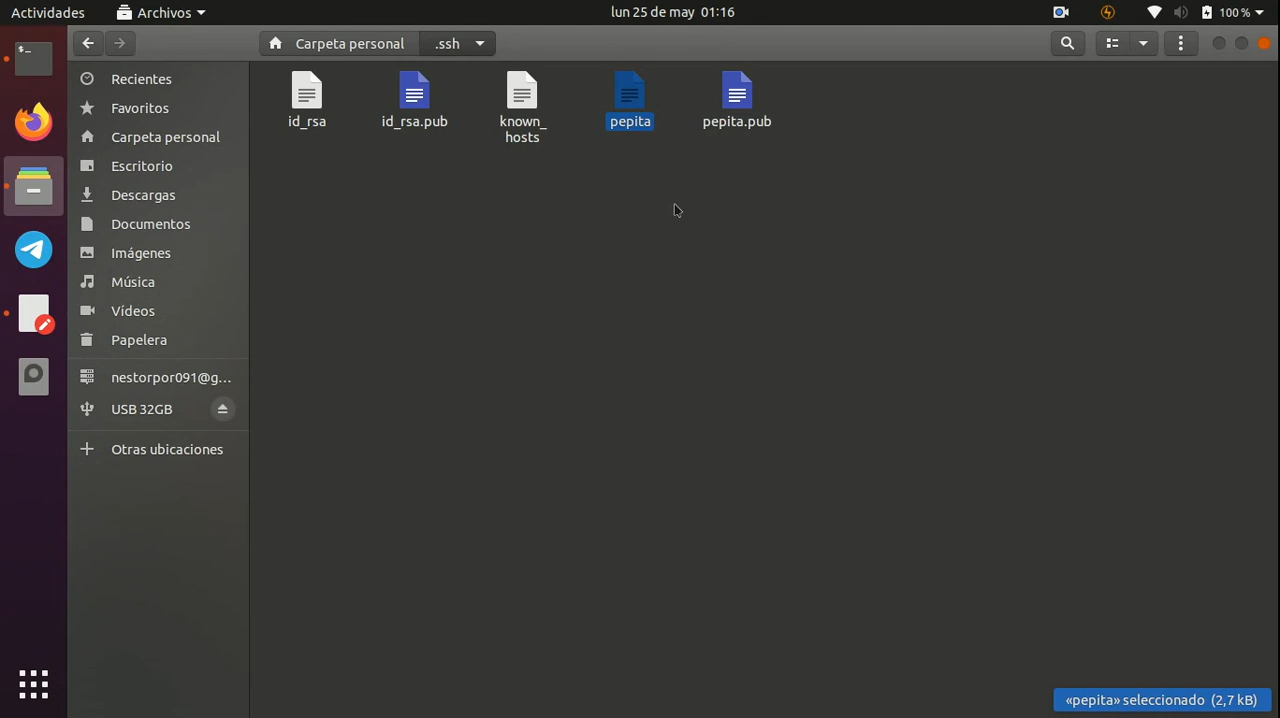 Actividades
Archivos
lun 25 de may 01:16
100 %
Carpeta personal
.ssh
Recientes
Favoritos
Carpeta personal
Escritorio
Descargas
Documentos
Imágenes
Música
Vídeos
Papelera
nestorpor091@g...
USB 32GB
Otras ubicaciones
id_rsa
id_rsa.pub
known_
hosts
pepita
pepita.pub
«pepita» seleccionado (2,7 kB)